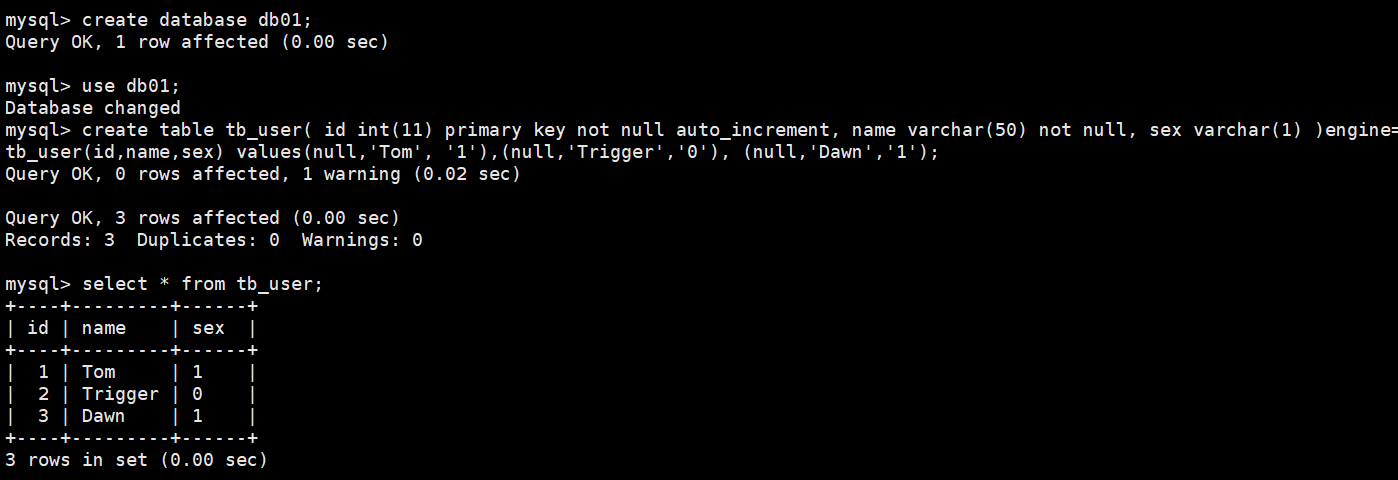 mysql> create database db01;
Query OK, 1 row affected (0.00 sec)
mysql> use db01;
Database changed
mysql> create table tb_user( id int(11) primary key not null auto_increment, name varchar(50) not null, sex varchar(1) )engine=
tb_user(id,name,sex) values(null,'Tom', '1'),(null,'Trigger','0'), (null,'Dawn','1');
Query OK, 0 rows affected, 1 warning (0.02 sec)
Query OK, 3 rows affected (0.00 sec)
Records: 3  Duplicates: 0  Warnings: 0
mysql> select * from tb_user;
+----+---------+------+
| id | name    | sex  |
+----+---------+------+
|  1 | Tom     | 1    |
|  2 | Trigger | 0    |
|  3 | Dawn    | 1    |
+----+---------+------+
3 rows in set (0.00 sec)